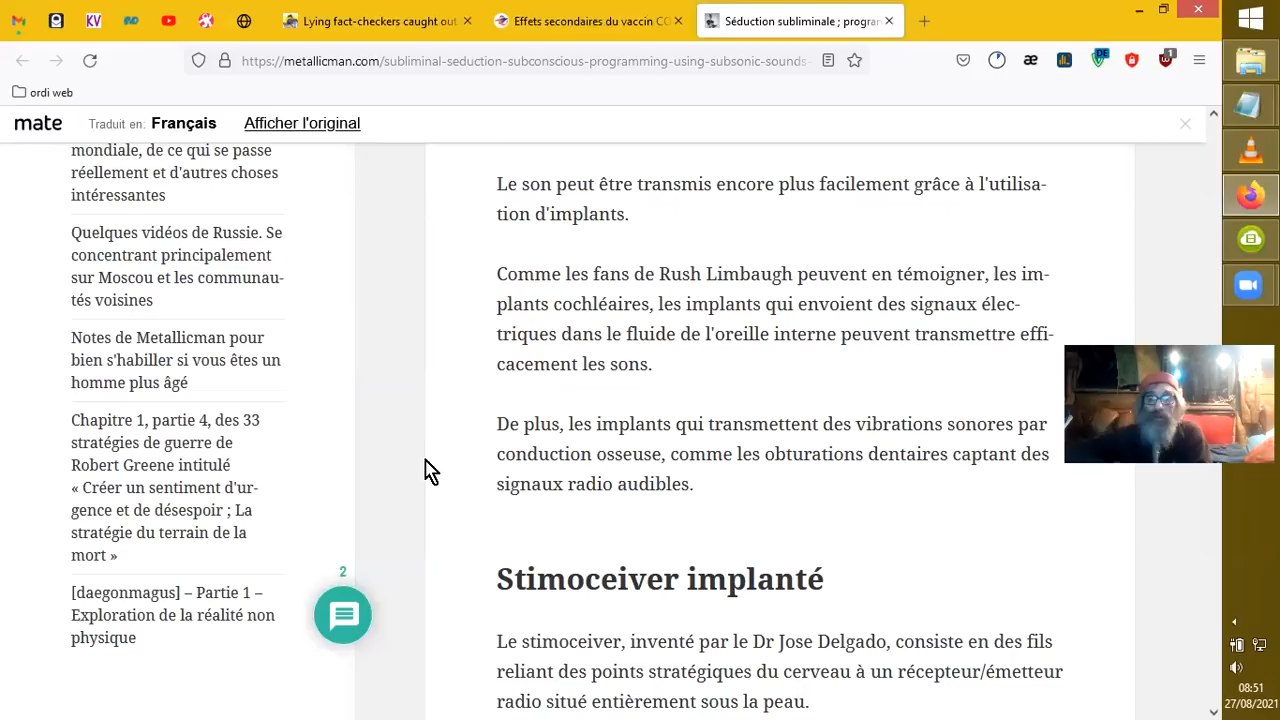 KV
Lying fact-checkers caught out
Effets secondaires du vaccin CO
Séduction subliminale ; progran
https://metallicman.com/subliminal-seduction-subconscious-programming-using-subsonic-sounds-
æ
DE
1
ordi web
mate
Traduit en: Français
Afficher l'original
mondiale, de ce qui se passe
réellement et d'autres choses
intéressantes
Quelques vidéos de Russie. Se
concentrant principalement
sur Moscou et les communau-
tés voisines
Notes de Metallicman pour
bien s'habiller si vous êtes un
homme plus âgé
Chapitre 1, partie 4, des 33
stratégies de guerre de
Robert Greene intitulé
« Créer un sentiment d'ur-
gence et de désespoir ; La
stratégie du terrain de la
mort »
[daegonmagus] – Partie 1 –
Exploration de la réalité non
physique
2
Le son peut être transmis encore plus facilement grâce à l'utilisa-
tion d'implants.
Comme les fans de Rush Limbaugh peuvent en témoigner, les im-
plants cochléaires, les implants qui envoient des signaux élec-
triques dans le fluide de l'oreille interne peuvent transmettre effi-
cacement les sons.
De plus, les implants qui transmettent des vibrations sonores par
conduction osseuse, comme les obturations dentaires captant des
signaux radio audibles.
Stimoceiver implanté
Le stimoceiver, inventé par le Dr Jose Delgado, consiste en des fils
reliant des points stratégiques du cerveau à un récepteur/émetteur
radio situé entièrement sous la peau.
08:51
27/08/2021